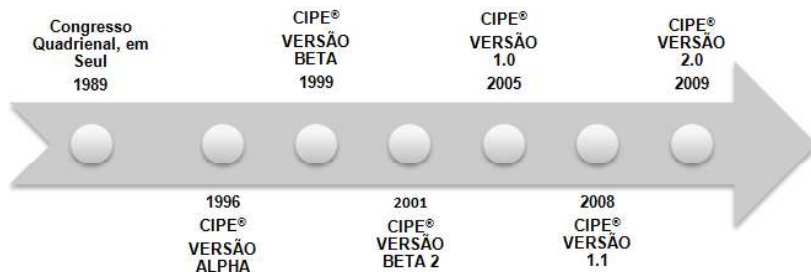 Congresso
Quadrienal, em
Seul
1989
1996
CIPE®
VERSÃO
ALPHA
CIPE®
VERSÃO
BETA
1999
2001
CIPE®
VERSÃO
BETA 2
CIPE®
VERSÃO
1.0
2005
2008
CIPE®
VERSÃO
1.1
CIPE®
VERSÃO
2.0
2009